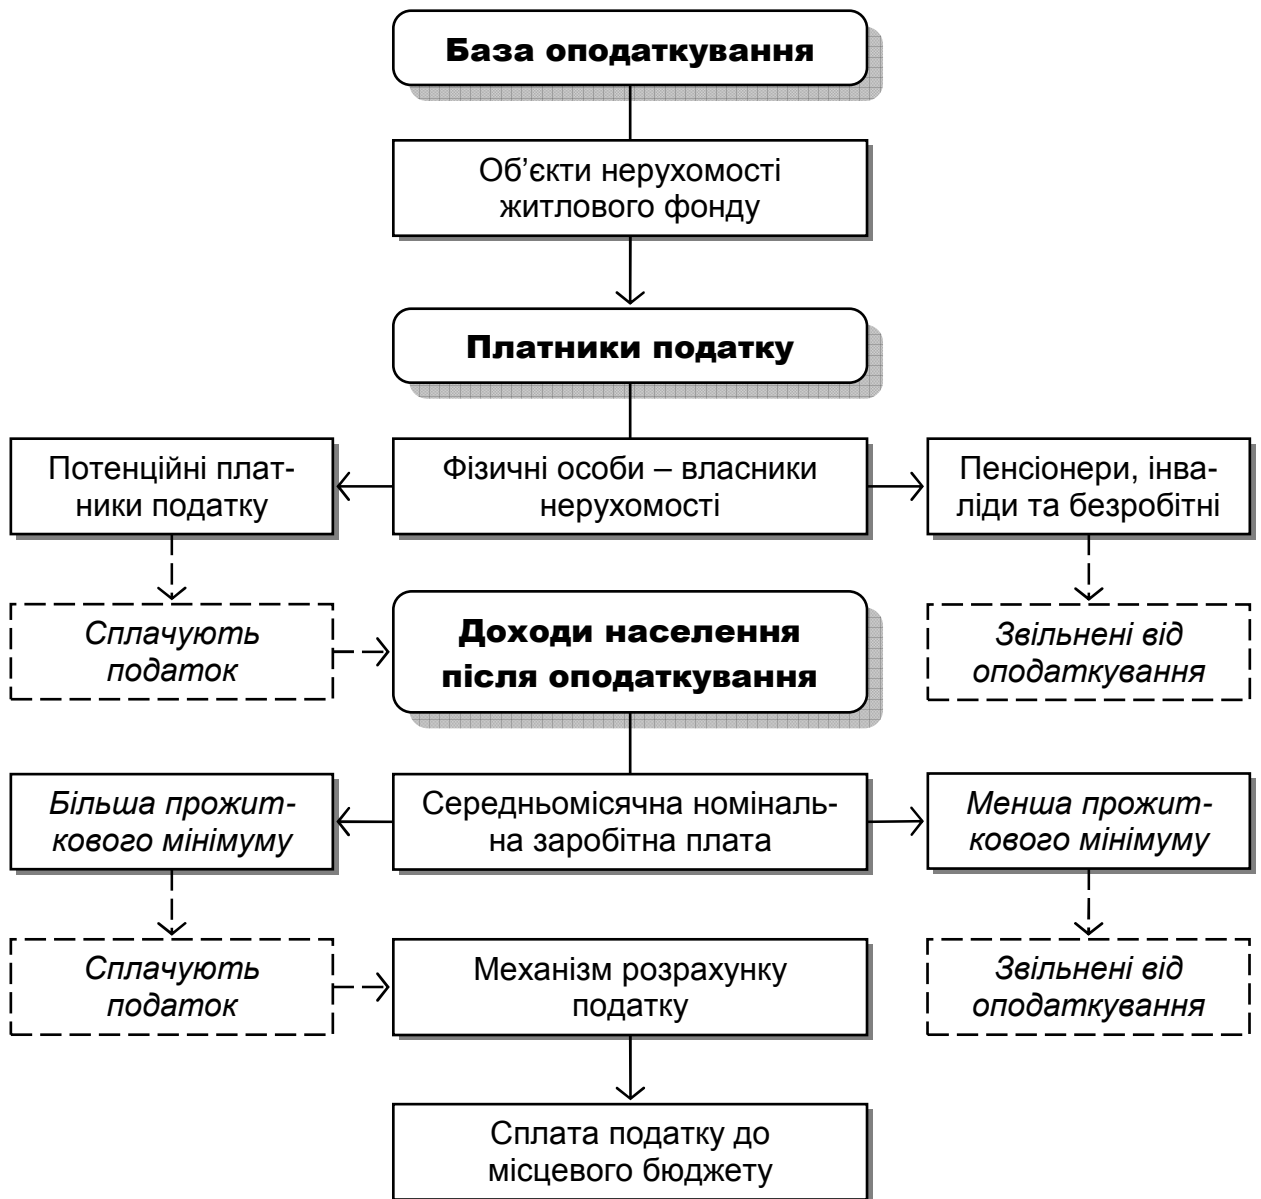 База оподаткування
Об’єкти нерухомості
житлового фонду
Платники податку
Потенційні плат-
ники податку
Фізичні особи – власники
нерухомості
Пенсіонери, інва-
ліди та безробітні
Сплачують
податок
Доходи населення
після оподаткування
Звільнені від
оподаткування
Більша прожит-
кового мінімуму
Середньомісячна номіналь-
на заробітна плата
Менша прожит-
кового мінімуму
Сплачують
податок
Механізм розрахунку
податку
Звільнені від
оподаткування
Сплата податку до
місцевого бюджету